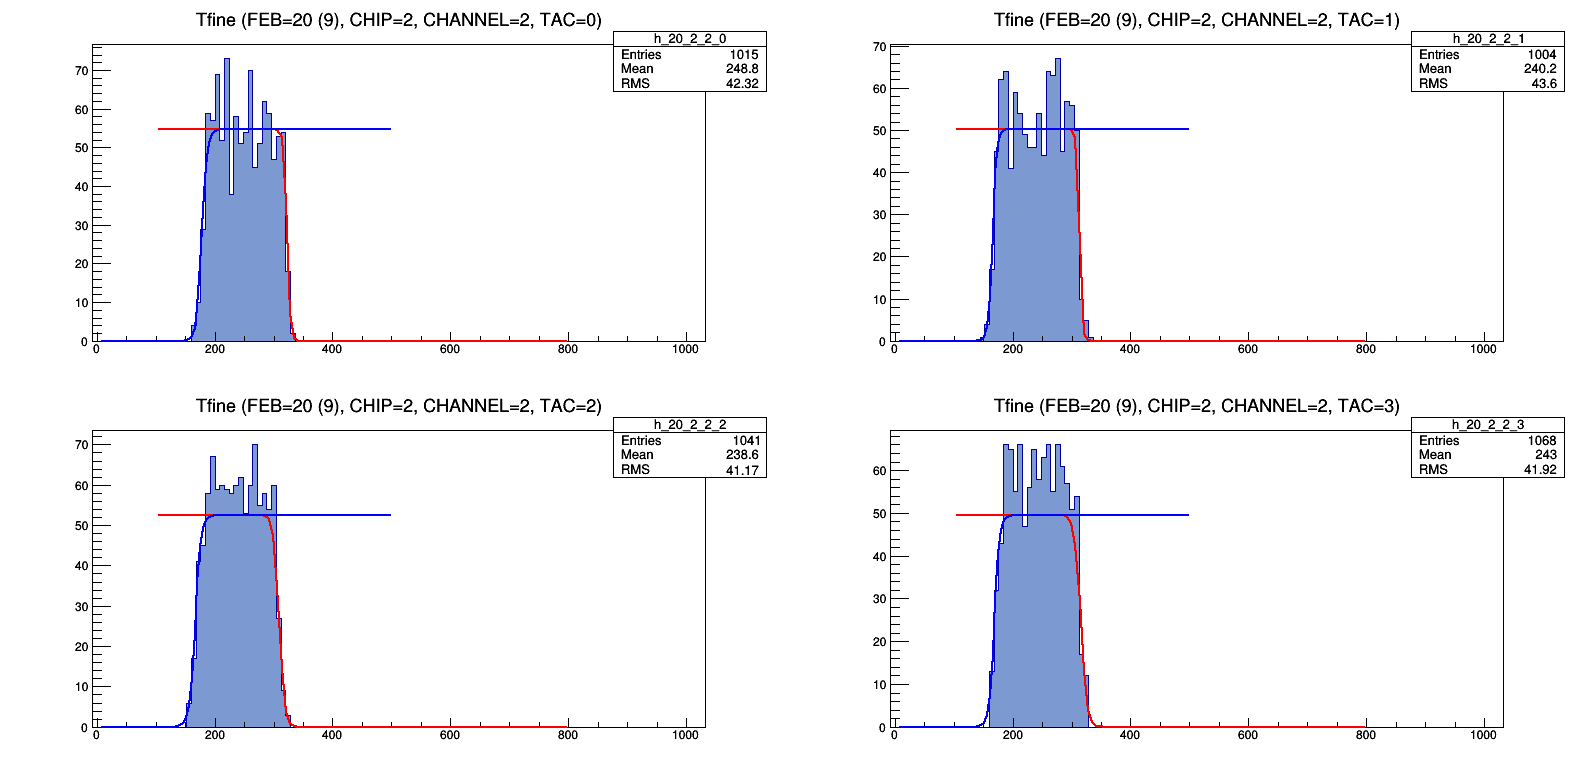 Tfine (FEB=20 (9), CHIP=2, CHANNEL=2, TAC=0)
h_20_2_2_0
Entries 1015
Mean 248.8
RMS 42.32
70
60
50
40
30
20
10
0
0 200 400 600 800 1000
Tfine (FEB=20 (9), CHIP=2, CHANNEL=2, TAC=1)
h_20_2_2_1
Entries 1004
Mean 240.2
RMS 43.6
70
60
50
40
30
20
10
0
0 200 400 600 800 1000
Tfine (FEB=20 (9), CHIP=2, CHANNEL=2, TAC=2)
h_20_2_2_2
Entries 1041
Mean 238.6
RMS 41.17
70
60
50
40
30
20
10
0
0 200 400 600 800 1000
Tfine (FEB=20 (9), CHIP=2, CHANNEL=2, TAC=3)
h_20_2_2_3
Entries 1068
Mean 243
RMS 41.92
60
50
40
30
20
10
0
0 200 400 600 800 1000